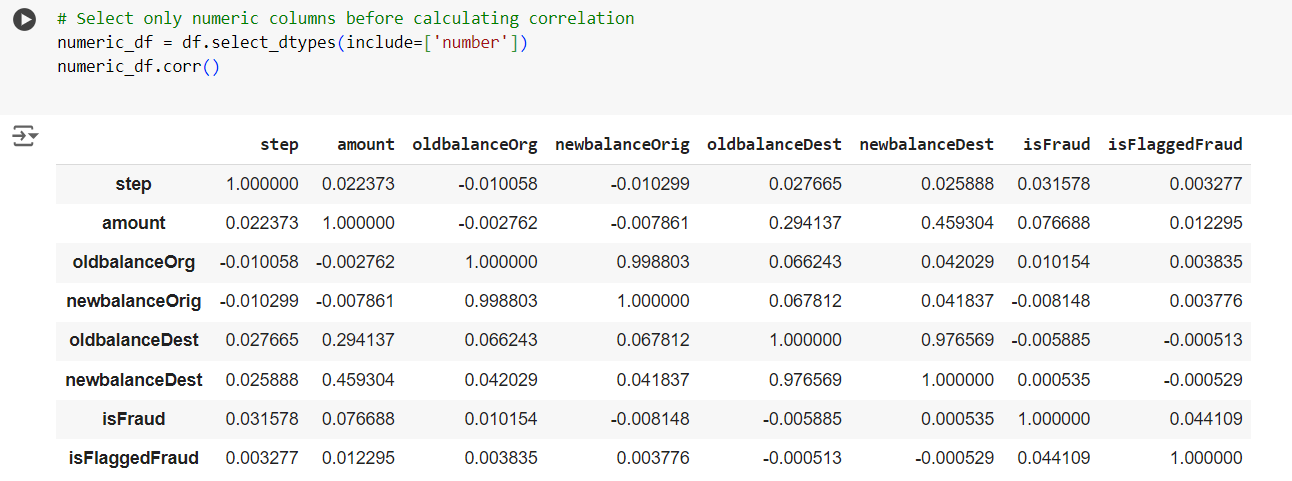 # Select only numeric columns before calculating correlation
numeric_df = df.select_dtypes(include=['number'])
numeric_df.corr()
step amount oldbalanceOrg newbalanceOrig oldbalanceDest newbalanceDest isFraud isFlaggedFraud
step 1.000000 0.022373 -0.010058 -0.010299 0.027665 0.025888 0.031578 0.003277
amount 0.022373 1.000000 -0.002762 -0.007861 0.294137 0.459304 0.076688 0.012295
oldbalanceOrg -0.010058 -0.002762 1.000000 0.998803 0.066243 0.042029 0.010154 0.003835
newbalanceOrig -0.010299 -0.007861 0.998803 1.000000 0.067812 0.041837 -0.008148 0.003776
oldbalanceDest 0.027665 0.294137 0.066243 0.067812 1.000000 0.976569 -0.005885 -0.000513
newbalanceDest 0.025888 0.459304 0.042029 0.041837 0.976569 1.000000 0.000535 -0.000529
isFraud 0.031578 0.076688 0.010154 -0.008148 -0.005885 0.000535 1.000000 0.044109
isFlaggedFraud 0.003277 0.012295 0.003835 0.003776 -0.000513 -0.000529 0.044109 1.000000